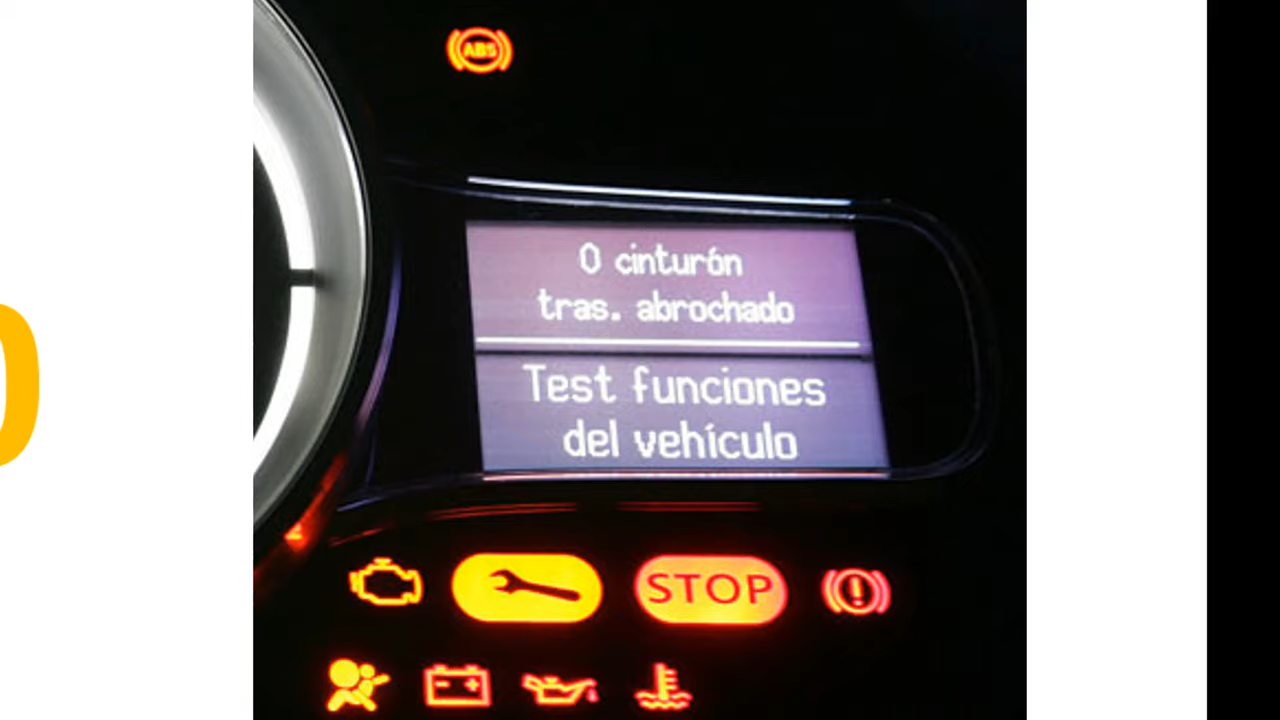 ABS
0 cinturón
tras. abrochado
Test funciones
del vehículo
STOP